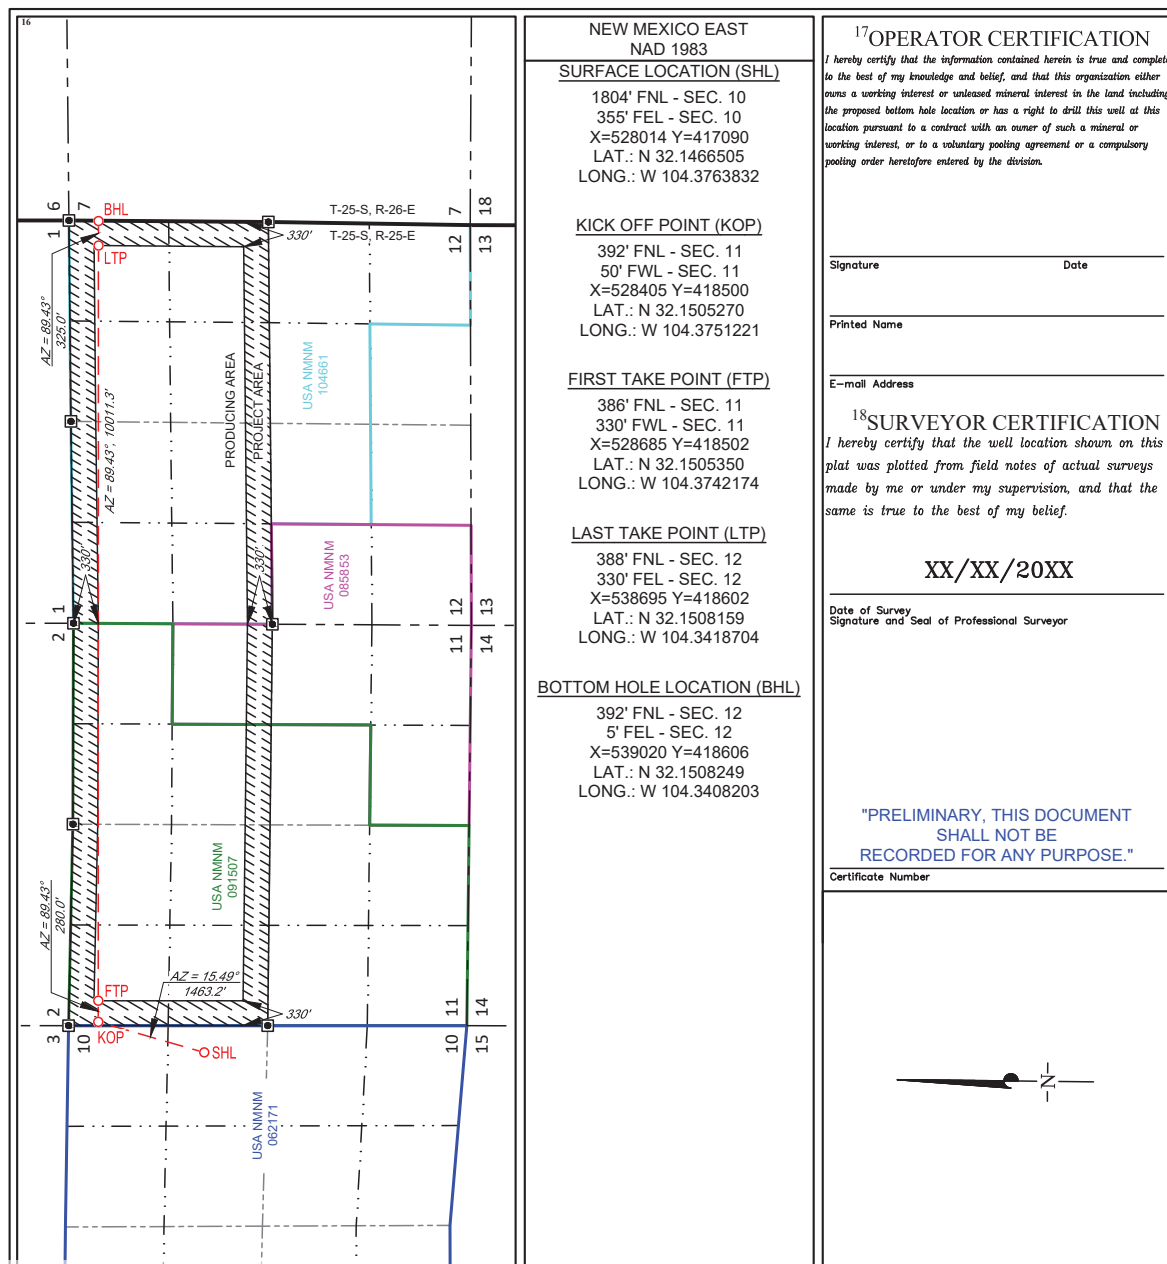 16
6
7
BHL
T-25-S, R-26-E
7
18
1
T-25-S, R-25-E
12
13
330'
LTP
AZ = 89.43°
325.0'
AZ = 89.43°, 10011.3'
PRODUCING AREA
PROJECT AREA
USA NMNM
104661
330'
330'
USA NMNM
085853
1
12
13
2
11
14
USA NMNM
091507
AZ = 89.43°
280.0'
AZ = 15.49°
1463.2'
FTP
330'
2
11
14
KOP
3
10
10
15
SHL
USA NMNM
062171
NEW MEXICO EAST
NAD 1983
SURFACE LOCATION (SHL)
1804' FNL - SEC. 10
355' FEL - SEC. 10
X=528014 Y=417090
LAT.: N 32.1466505
LONG.: W 104.3763832
KICK OFF POINT (KOP)
392' FNL - SEC. 11
50' FWL - SEC. 11
X=528405 Y=418500
LAT.: N 32.1505270
LONG.: W 104.3751221
FIRST TAKE POINT (FTP)
386' FNL - SEC. 11
330' FWL - SEC. 11
X=528685 Y=418502
LAT.: N 32.1505350
LONG.: W 104.3742174
LAST TAKE POINT (LTP)
388' FNL - SEC. 12
330' FEL - SEC. 12
X=538695 Y=418602
LAT.: N 32.1508159
LONG.: W 104.3418704
BOTTOM HOLE LOCATION (BHL)
392' FNL - SEC. 12
5' FEL - SEC. 12
X=539020 Y=418606
LAT.: N 32.1508249
LONG.: W 104.3408203
17OPERATOR CERTIFICATION
I hereby certify that the information contained herein is true and complete
to the best of my knowledge and belief, and that this organization either
owns a working interest or unleased mineral interest in the land including
the proposed bottom hole location or has a right to drill this well at this
location pursuant to a contract with an owner of such a mineral or
working interest, or to a voluntary pooling agreement or a compulsory
pooling order heretofore entered by the division.
Signature Date
Printed Name
E-mail Address
18SURVEYOR CERTIFICATION
I hereby certify that the well location shown on this
plat was plotted from field notes of actual surveys
made by me or under my supervision, and that the
same is true to the best of my belief.
XX/XX/20XX
Date of Survey
Signature and Seal of Professional Surveyor
"PRELIMINARY, THIS DOCUMENT
SHALL NOT BE
RECORDED FOR ANY PURPOSE."
Certificate Number
N